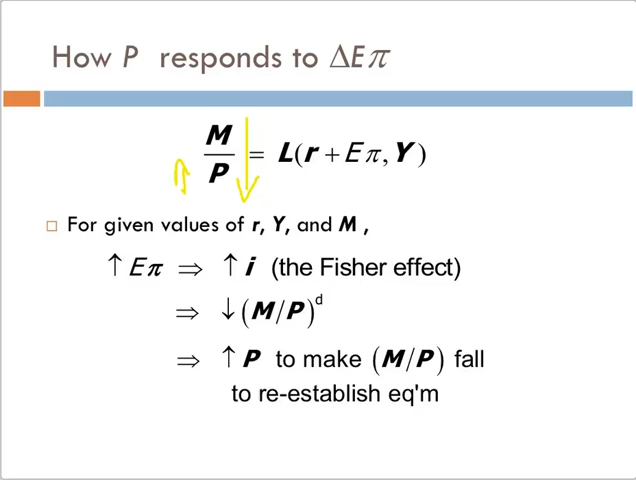 How P responds to ΔEπ
M
P
= L(r + Eπ, Y)
For given values of r, Y, and M ,
↑ Eπ ⇒ ↑ i (the Fisher effect)
⇒ ↓ (M/P)^d
⇒ ↑ P to make (M/P) fall
to re-establish eq'm